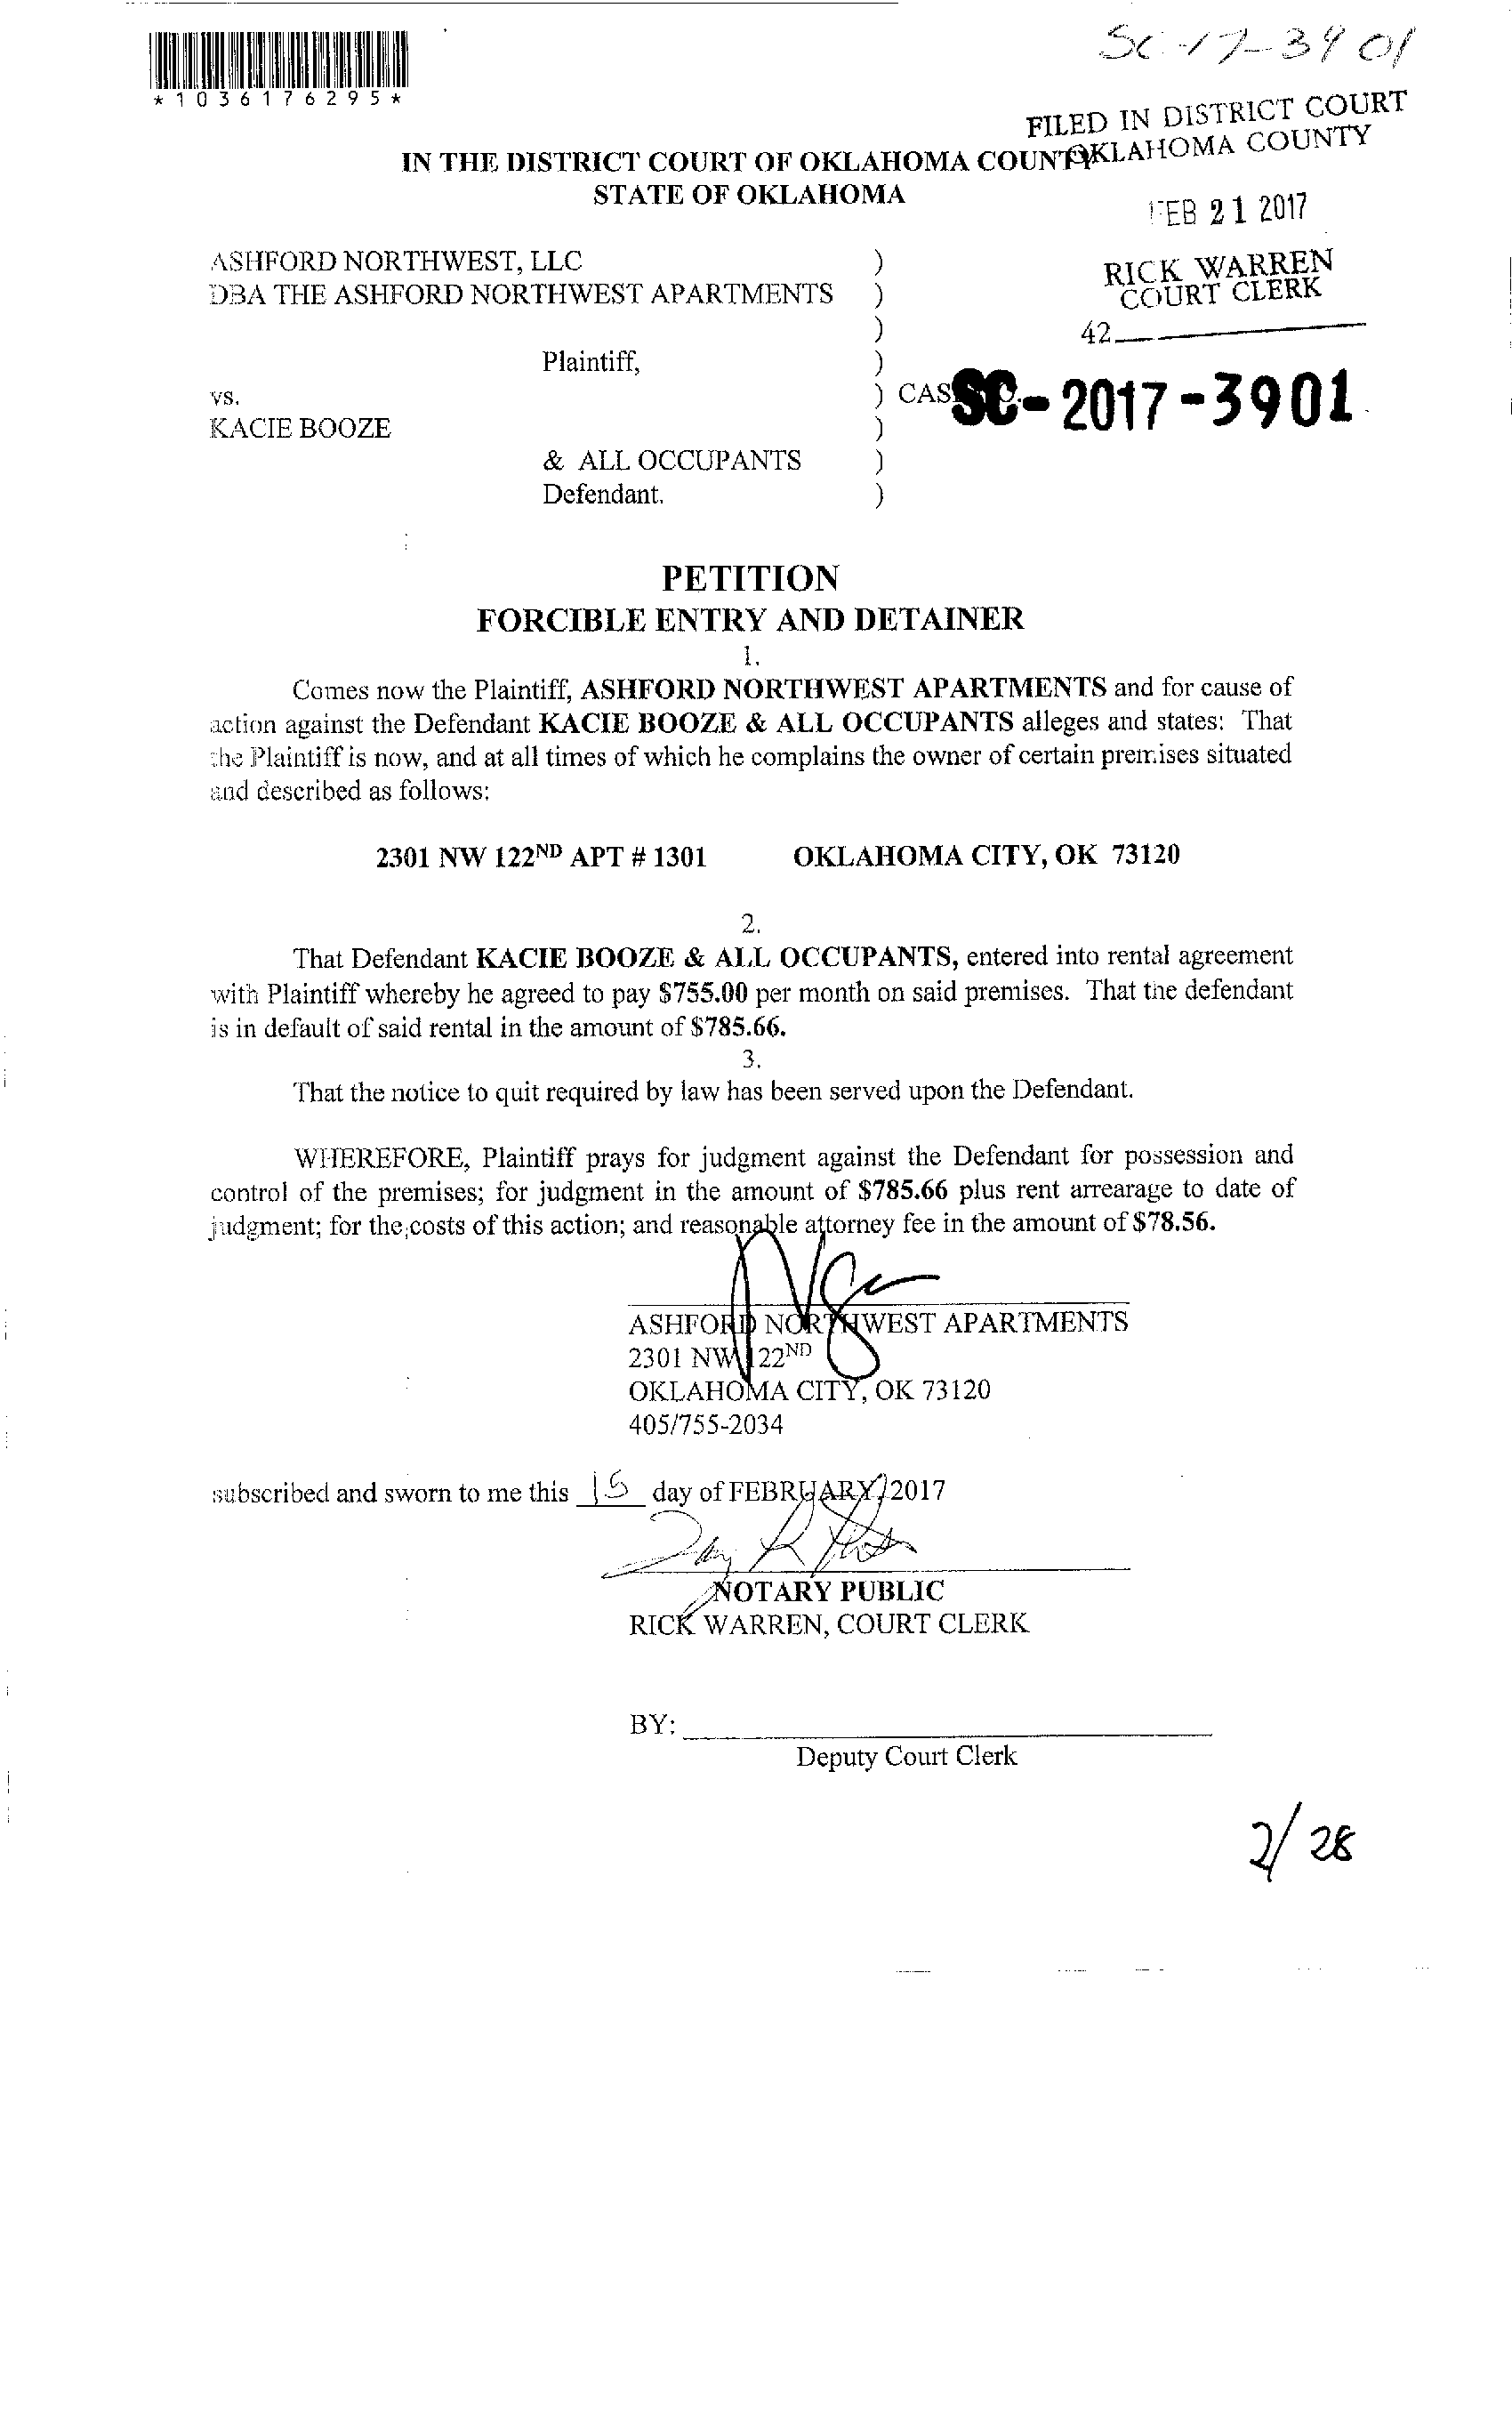 SC-17-3901
*1036176295*
FILED IN DISTRICT COURT
OKLAHOMA COUNTY
IN THE DISTRICT COURT OF OKLAHOMA COUNTY
STATE OF OKLAHOMA
FEB 21 2017
ASHFORD NORTHWEST, LLC )
DBA THE ASHFORD NORTHWEST APARTMENTS )
RICK WARREN
COURT CLERK
)
42
Plaintiff, )
vs. ) CAS
SC-2017-3901
KACIE BOOZE )
& ALL OCCUPANTS )
Defendant. )
PETITION
FORCIBLE ENTRY AND DETAINER
1.
Comes now the Plaintiff, ASHFORD NORTHWEST APARTMENTS and for cause of
action against the Defendant KACIE BOOZE & ALL OCCUPANTS alleges and states: That
the Plaintiff is now, and at all times of which he complains the owner of certain premises situated
and described as follows:
2301 NW 122ND APT # 1301 OKLAHOMA CITY, OK 73120
2.
That Defendant KACIE BOOZE & ALL OCCUPANTS, entered into rental agreement
with Plaintiff whereby he agreed to pay $755.00 per month on said premises. That the defendant
is in default of said rental in the amount of $785.66.
3.
That the notice to quit required by law has been served upon the Defendant.
WHEREFORE, Plaintiff prays for judgment against the Defendant for possession and
control of the premises; for judgment in the amount of $785.66 plus rent arrearage to date of
judgment; for the costs of this action; and reasonable attorney fee in the amount of $78.56.
ASHFORD NORTHWEST APARTMENTS
2301 NW 122ND
OKLAHOMA CITY, OK 73120
405/755-2034
subscribed and sworn to me this 15 day of FEBRUARY, 2017
NOTARY PUBLIC
RICK WARREN, COURT CLERK
BY:
Deputy Court Clerk
2/28